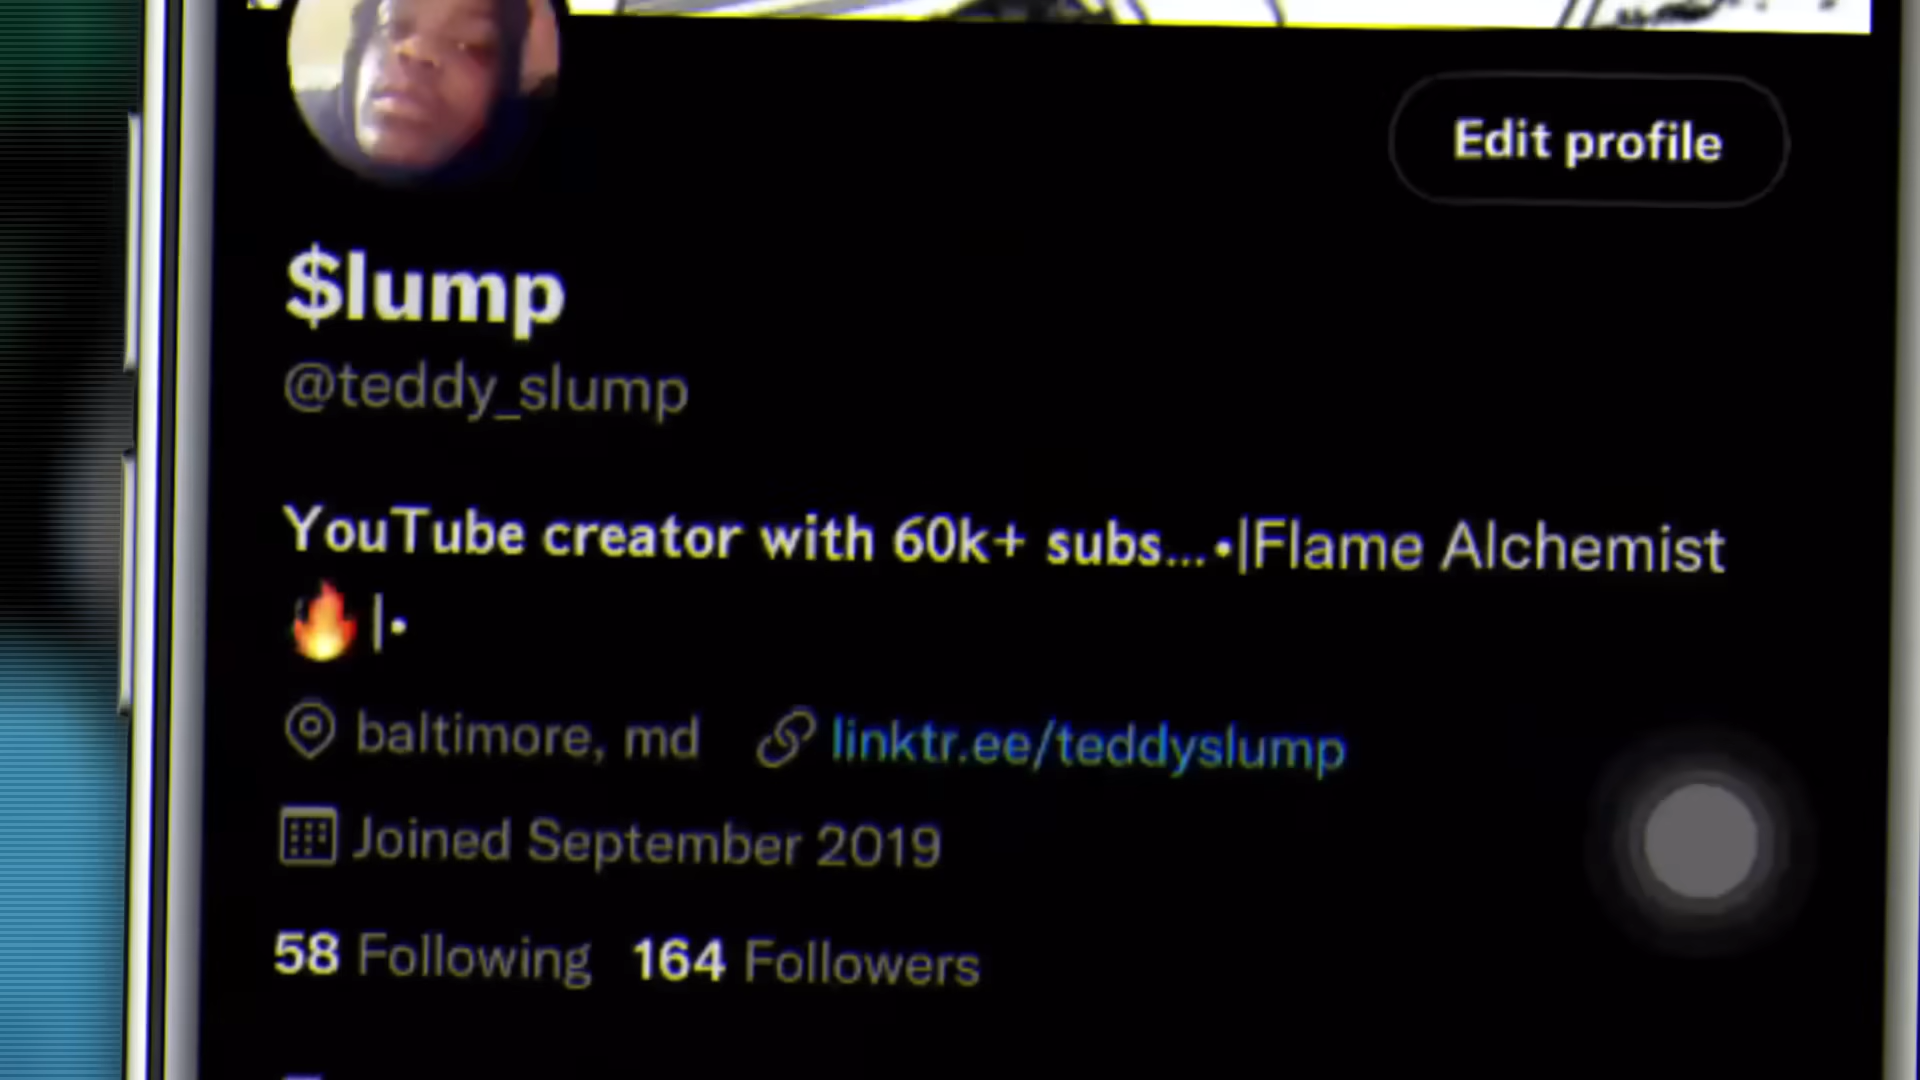 Edit profile
$lump
@teddy_slump
YouTube creator with 60k+ subs...•|Flame Alchemist
🔥 |•
baltimore, md linktr.ee/teddyslump
Joined September 2019
58 Following 164 Followers